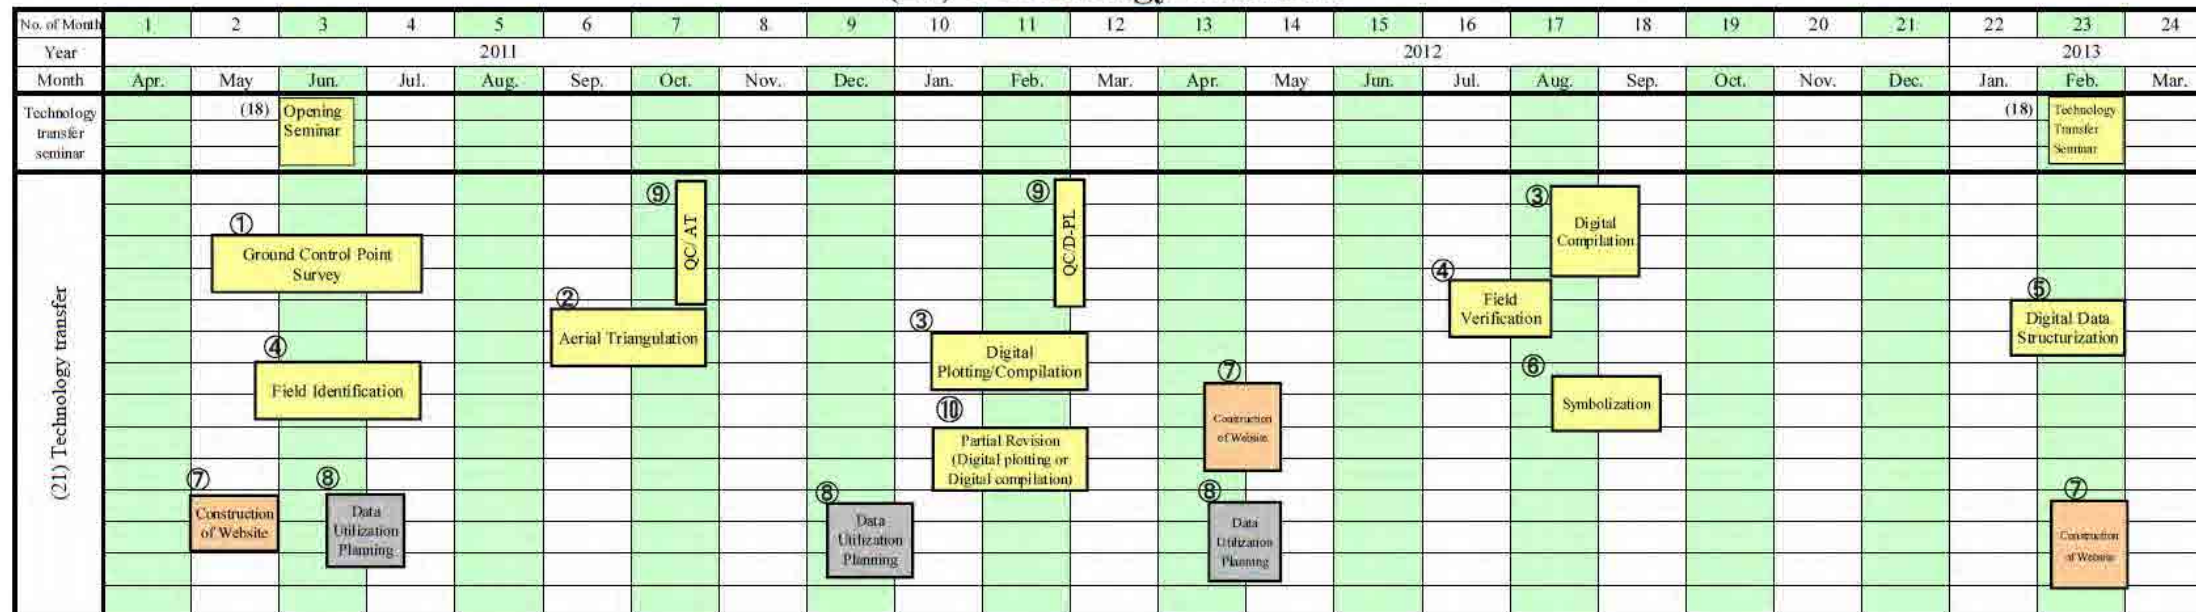 No. of Month 1 2 3 4 5 6 7 8 9 10 11 12 13 14 15 16 17 18 19 20 21 22 23 24
Year 2011 2012 2013
Month Apr. May Jun. Jul. Aug. Sep. Oct. Nov. Dec. Jan. Feb. Mar. Apr. May Jun. Jul. Aug. Sep. Oct. Nov. Dec. Jan. Feb. Mar.
Technology
transfer
seminar
(18) Opening
Seminar
(18) Technology
Transfer
Seminar
(21) Technology transfer
⑨
QC/AT
⑨
QC/D-PL
③
Digital
Compilation
①
Ground Control Point
Survey
④
Field
Verification
②
Aerial Triangulation
⑤
Digital Data
Structurization
③
Digital
Plotting/Compilation
④
Field Identification
⑦
Construction
of Website
⑥
Symbolization
⑩
Partial Revision
(Digital plotting or
Digital compilation)
⑦
Construction
of Website
⑧
Data
Utilization
Planning
⑧
Data
Utilization
Planning
⑧
Data
Utilization
Planning
⑦
Construction
of Website